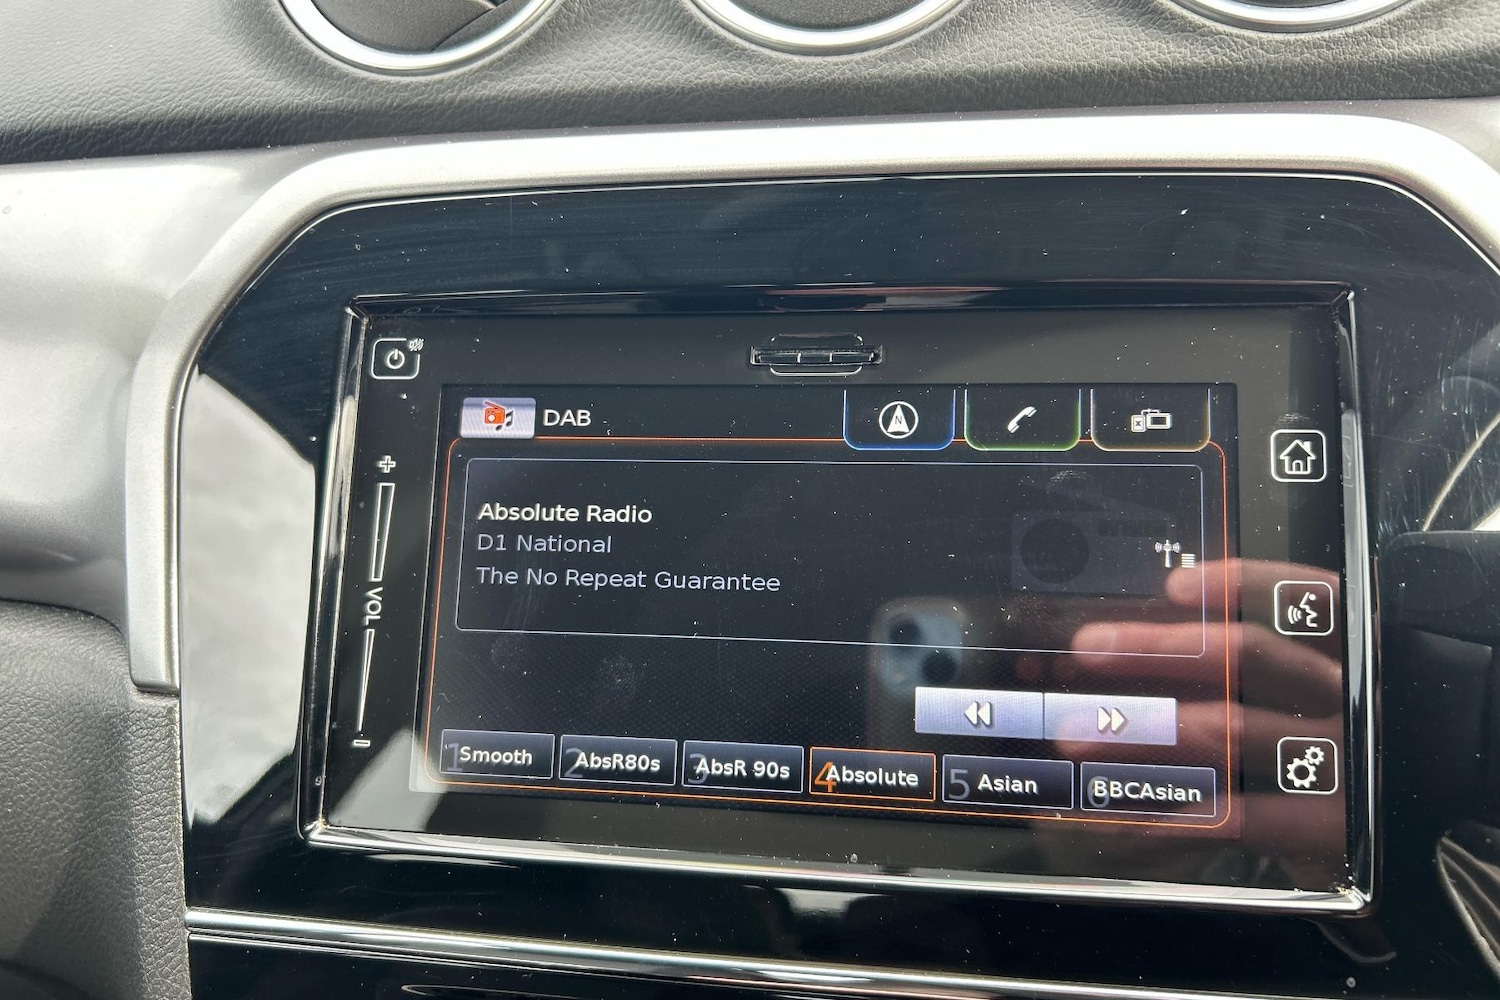 DAB
N
Absolute Radio
D1 National
The No Repeat Guarantee
VOL
1 Smooth
2 AbsR80s
3 AbsR 90s
4 Absolute
5 Asian
6 BBCAsian